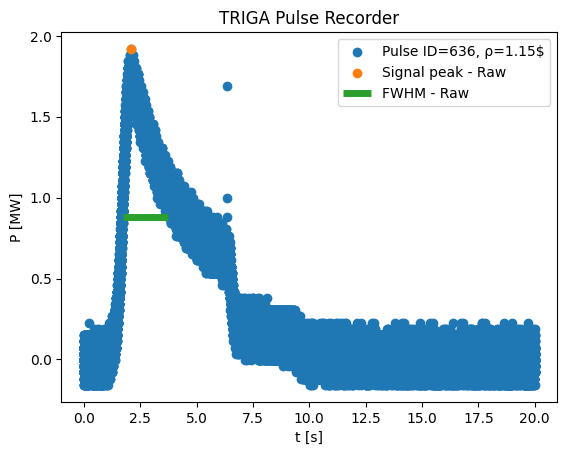 TRIGA Pulse Recorder
Pulse ID=636, ρ=1.15$
Signal peak - Raw
FWHM - Raw
P [MW]
2.0
1.5
1.0
0.5
0.0
0.0 2.5 5.0 7.5 10.0 12.5 15.0 17.5 20.0
t [s]